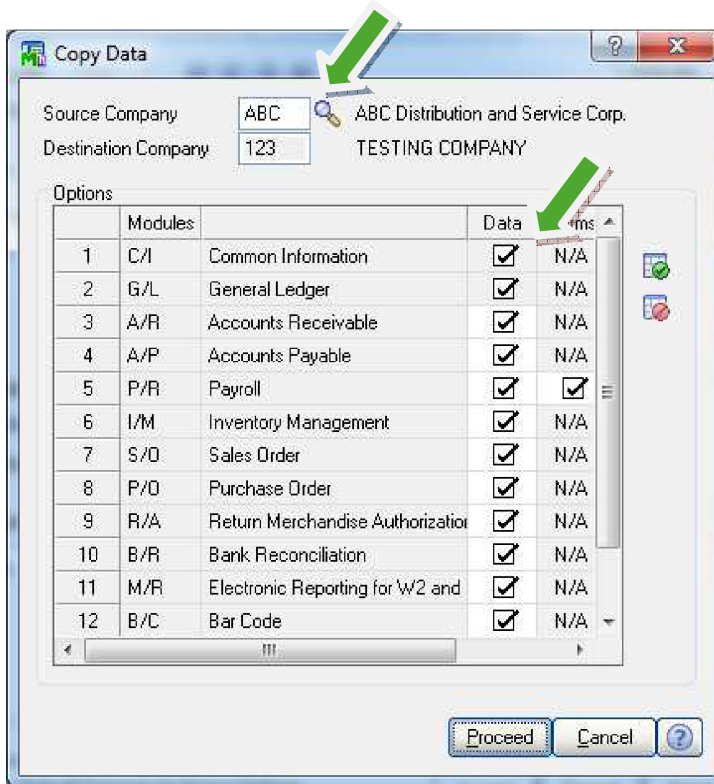 Copy Data
Source Company ABC ABC Distribution and Service Corp.
Destination Company 123 TESTING COMPANY
Options
Modules Data
1 C/I Common Information N/A
2 G/L General Ledger N/A
3 A/R Accounts Receivable N/A
4 A/P Accounts Payable N/A
5 P/R Payroll
6 I/M Inventory Management N/A
7 S/O Sales Order N/A
8 P/O Purchase Order N/A
9 R/A Return Merchandise Authorization N/A
10 B/R Bank Reconciliation N/A
11 M/R Electronic Reporting for W2 and N/A
12 B/C Bar Code N/A
Proceed Cancel